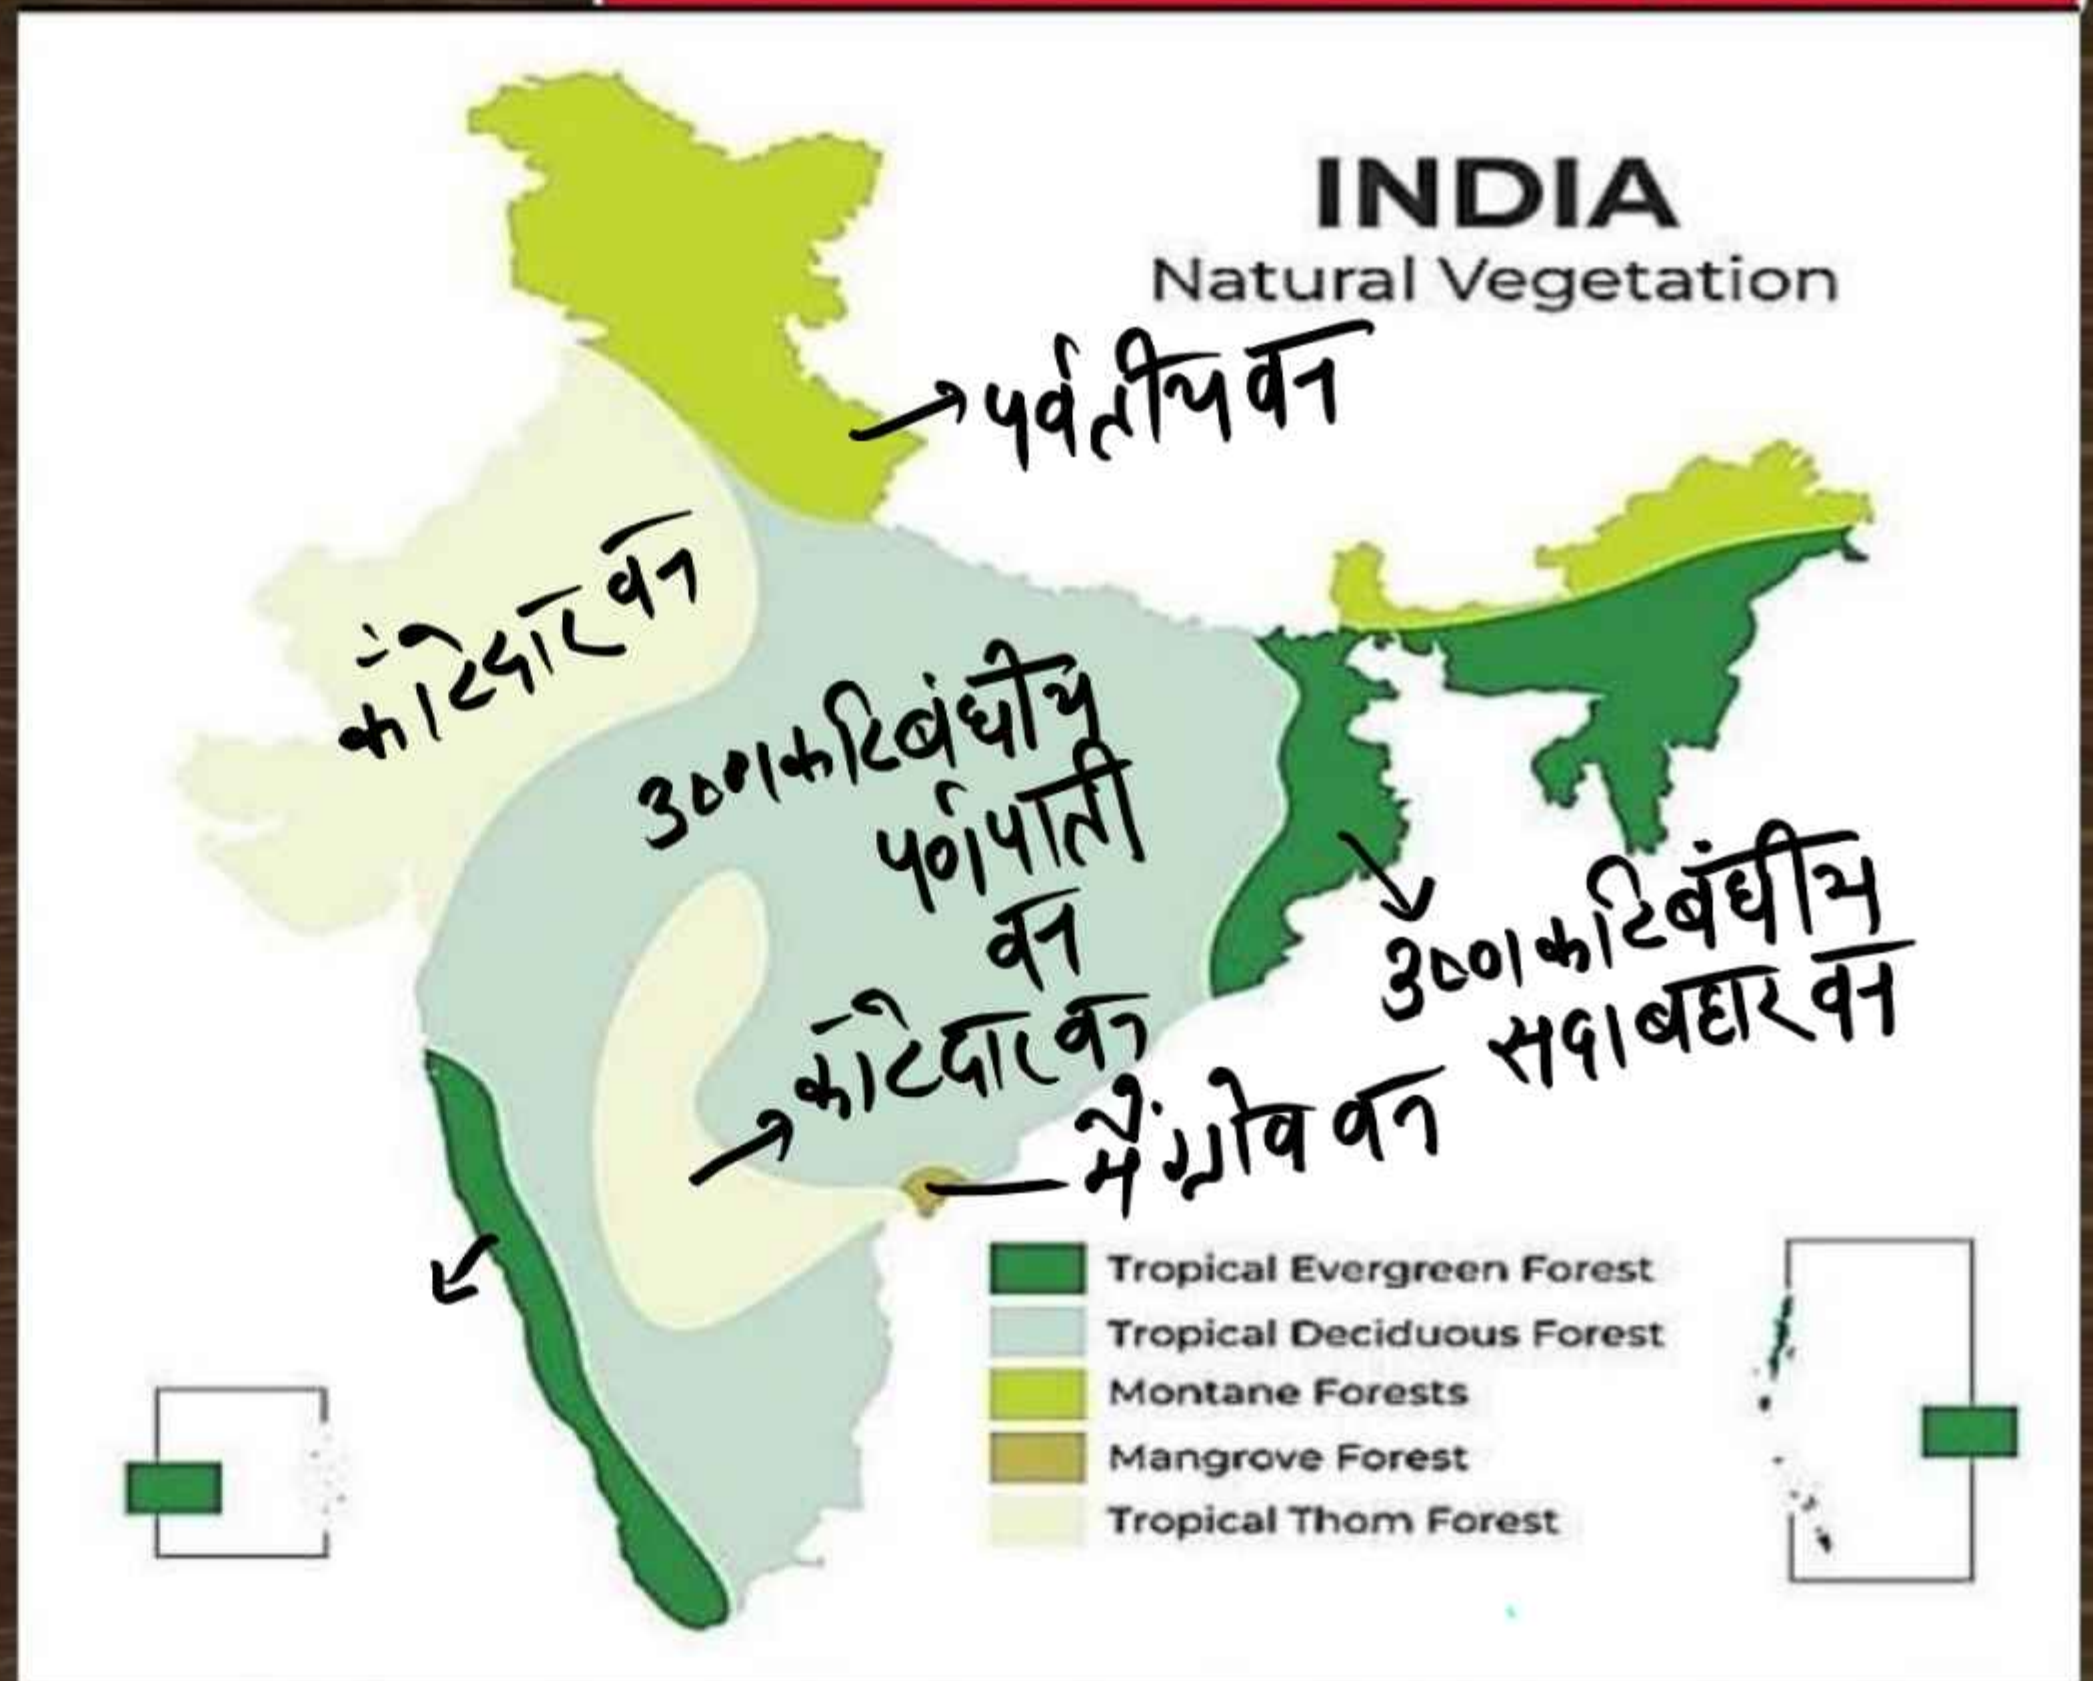 INDIA
Natural Vegetation
पर्वतीय वन
कांटेदार वन
उष्णकटिबंधीय
पर्णपाती
वन
कांटेदार वन
मैंग्रोव वन
उष्णकटिबंधीय
सदाबहार वन
Tropical Evergreen Forest
Tropical Deciduous Forest
Montane Forests
Mangrove Forest
Tropical Thom Forest